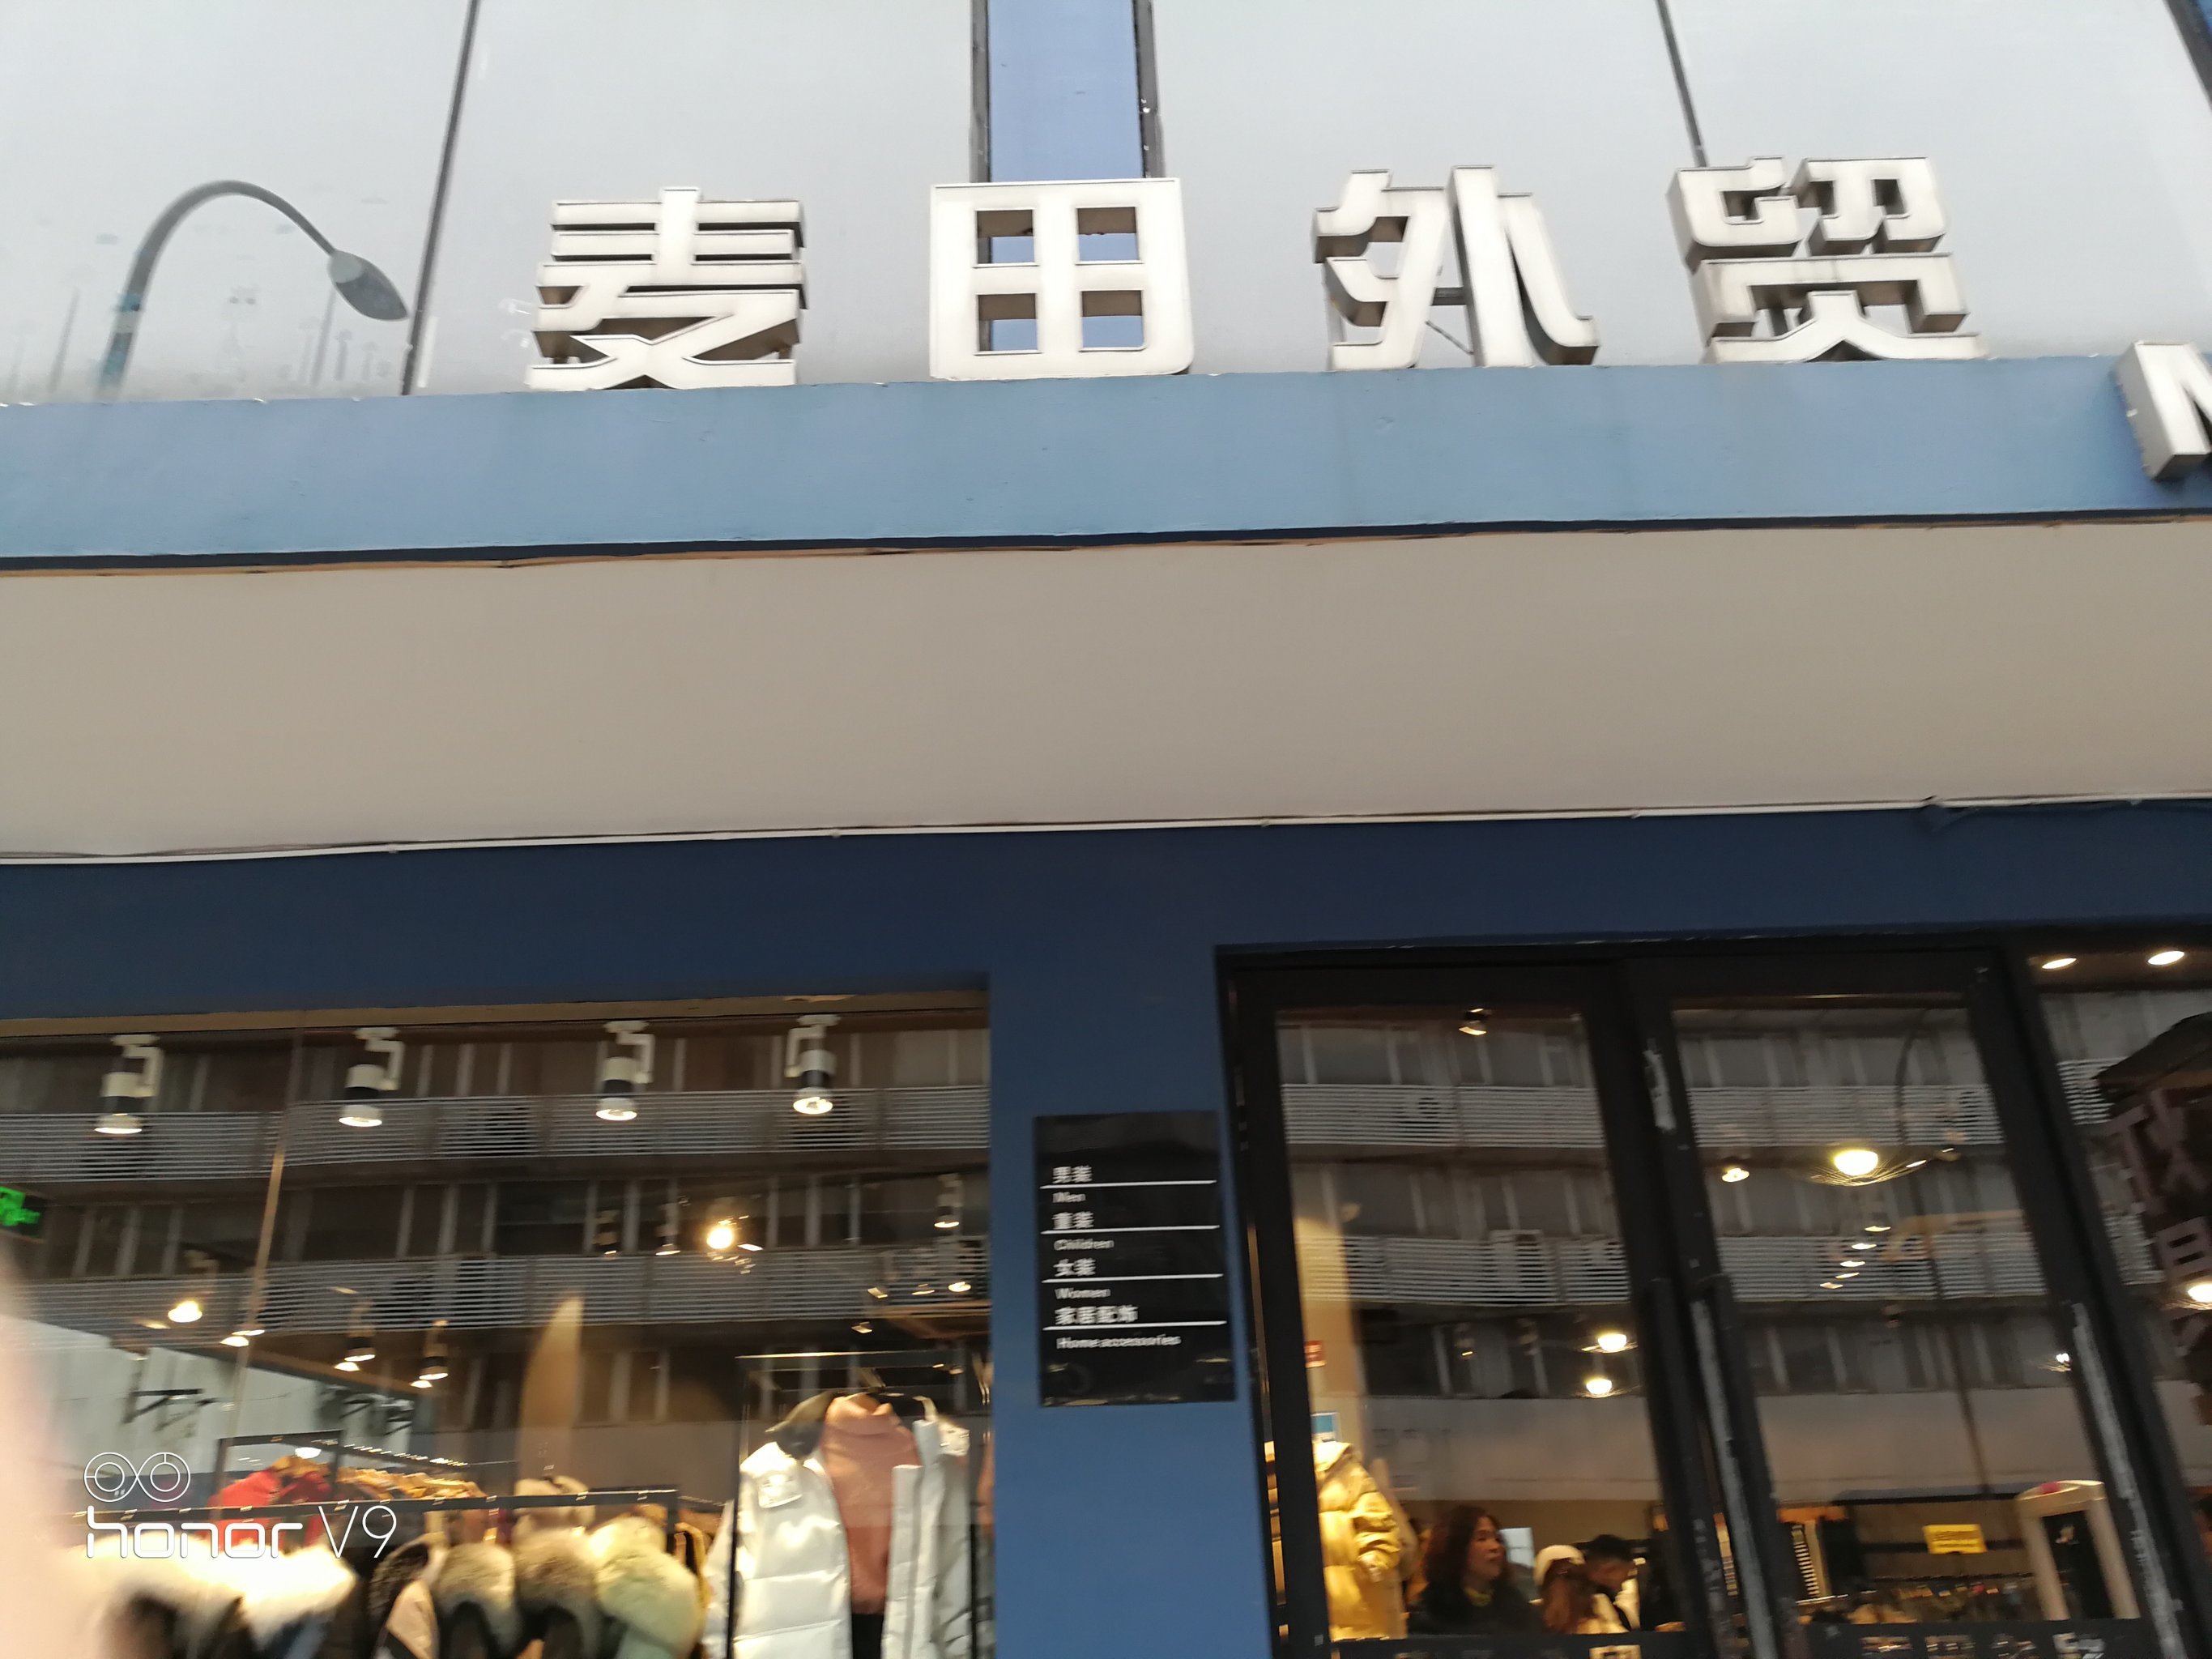 麦田外贸
M
男装
Men
童装
Children
女装
Women
家居配饰
Home accessories
honor V9